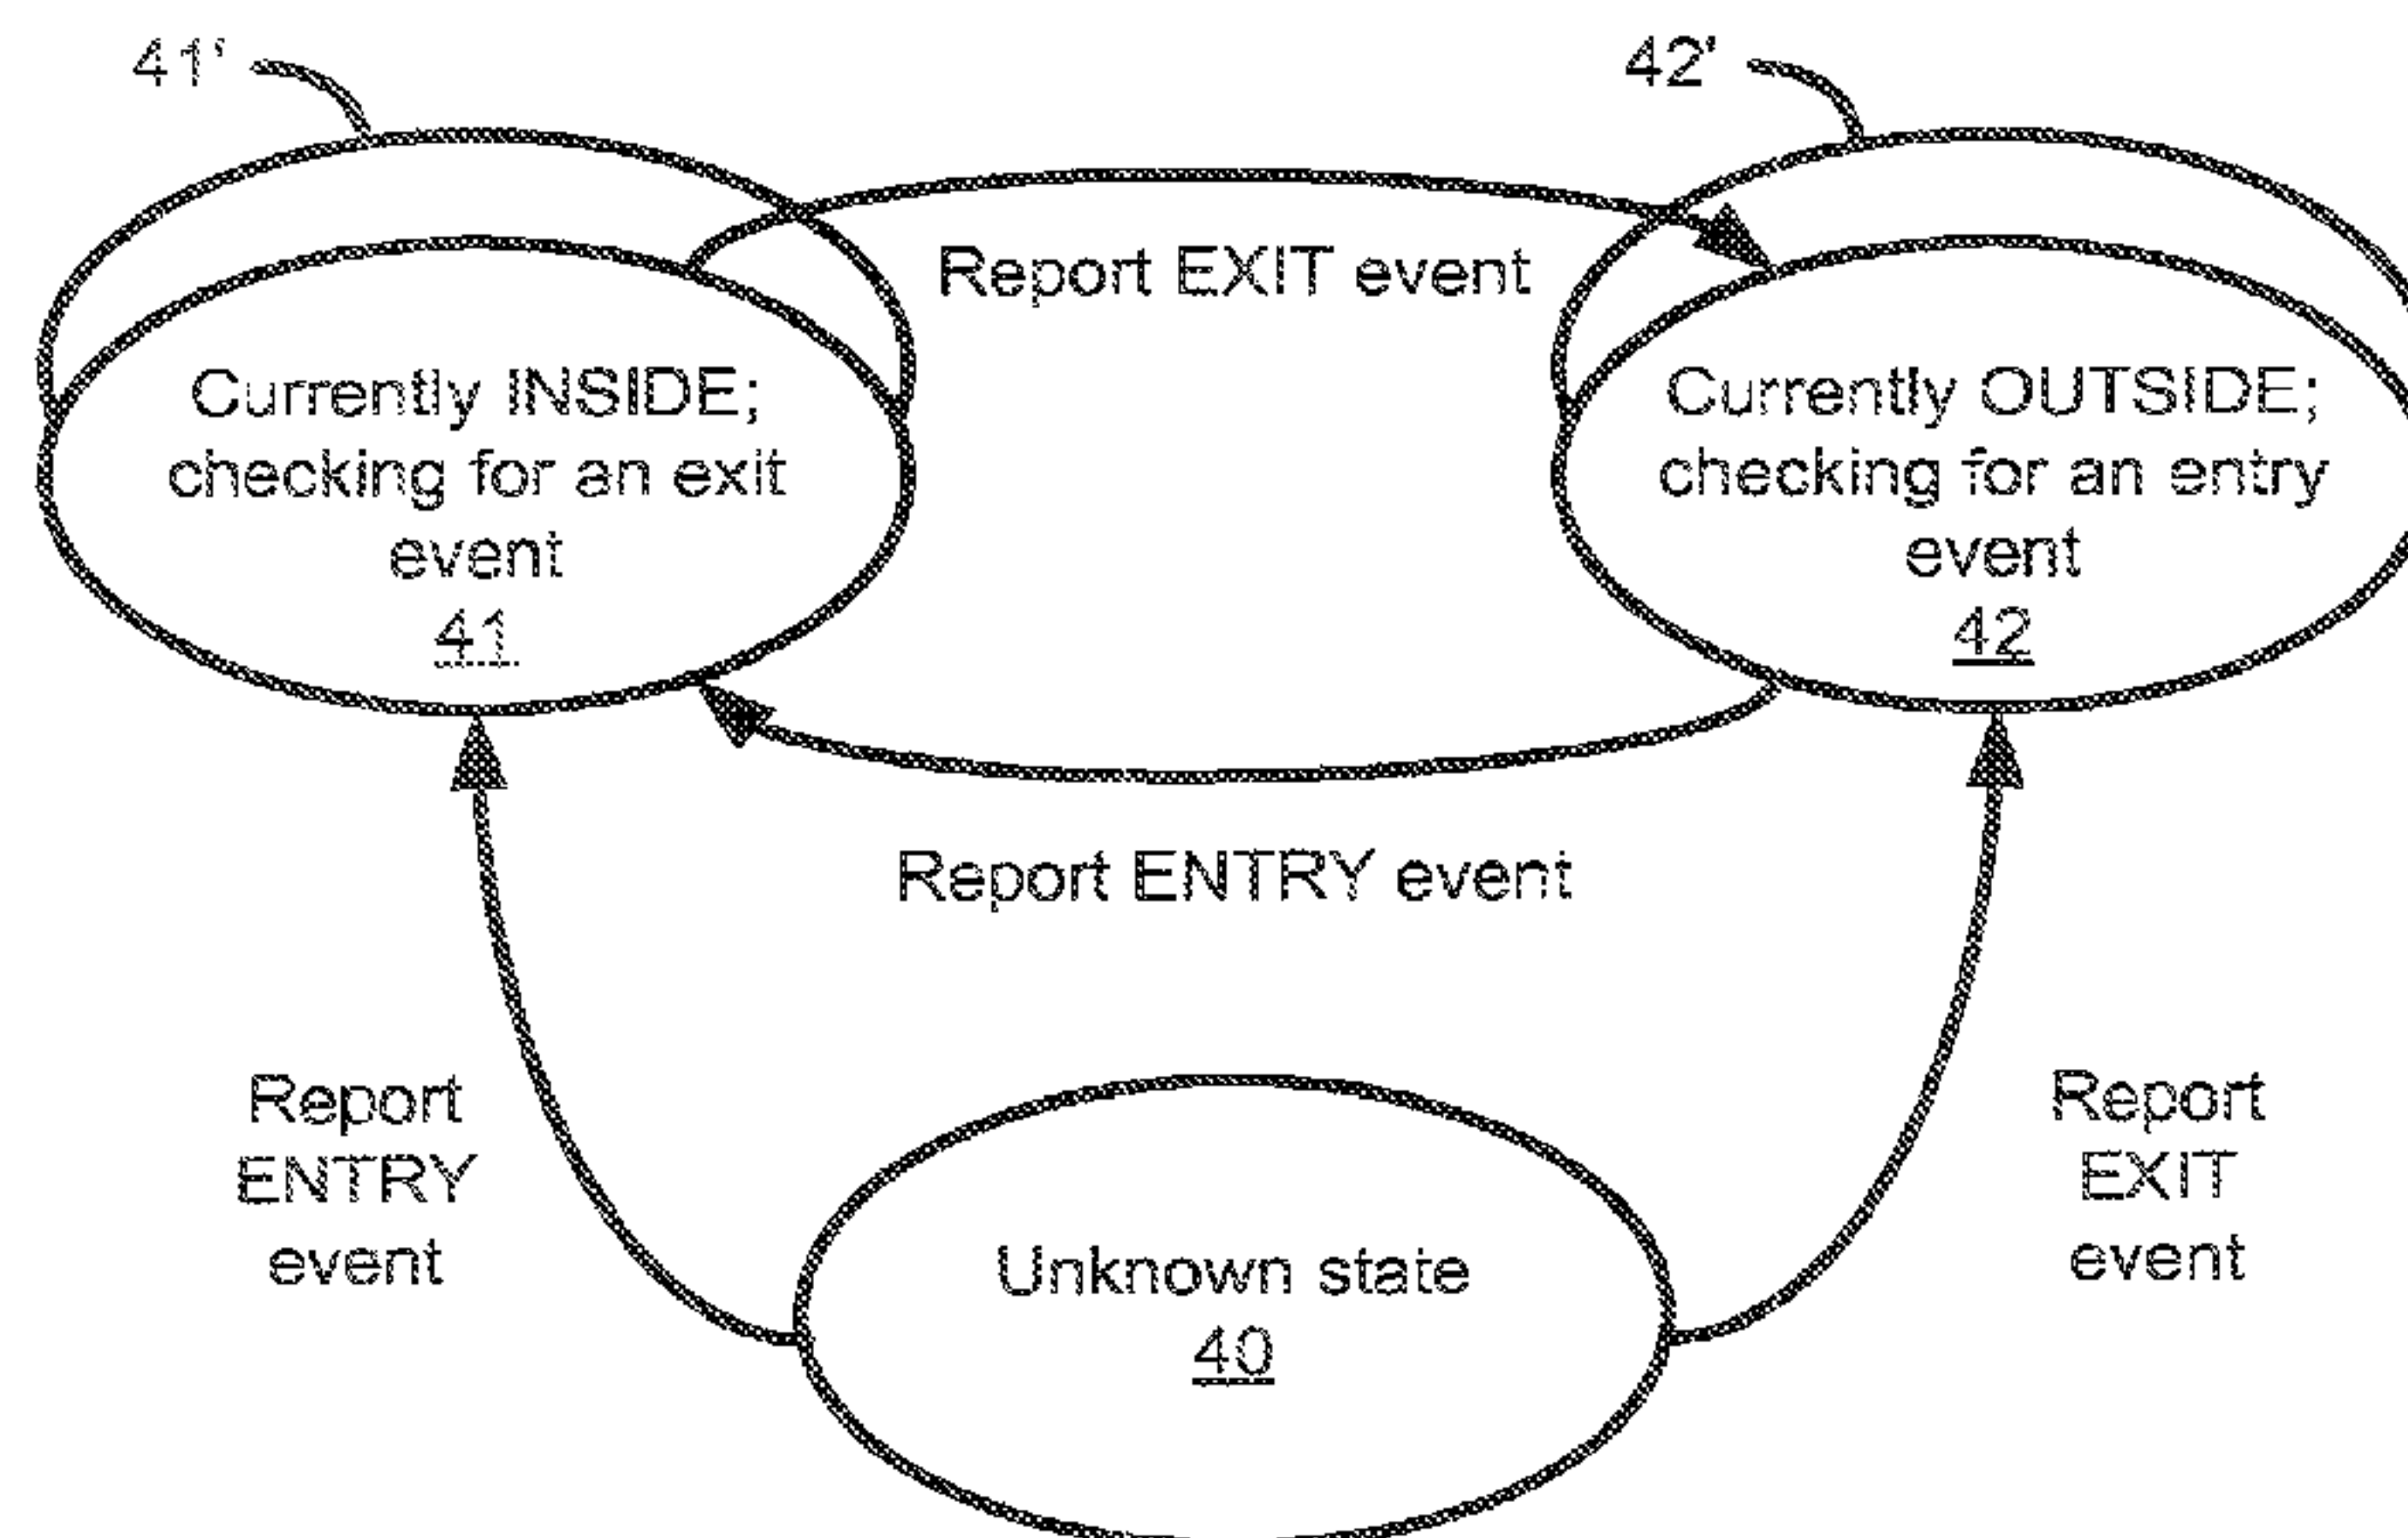 41'
42'
Report EXIT event
Currently INSIDE;
checking for an exit
event
41
Currently OUTSIDE;
checking for an entry
event
42
Report ENTRY event
Report
ENTRY
event
Report
EXIT
event
Unknown state
40